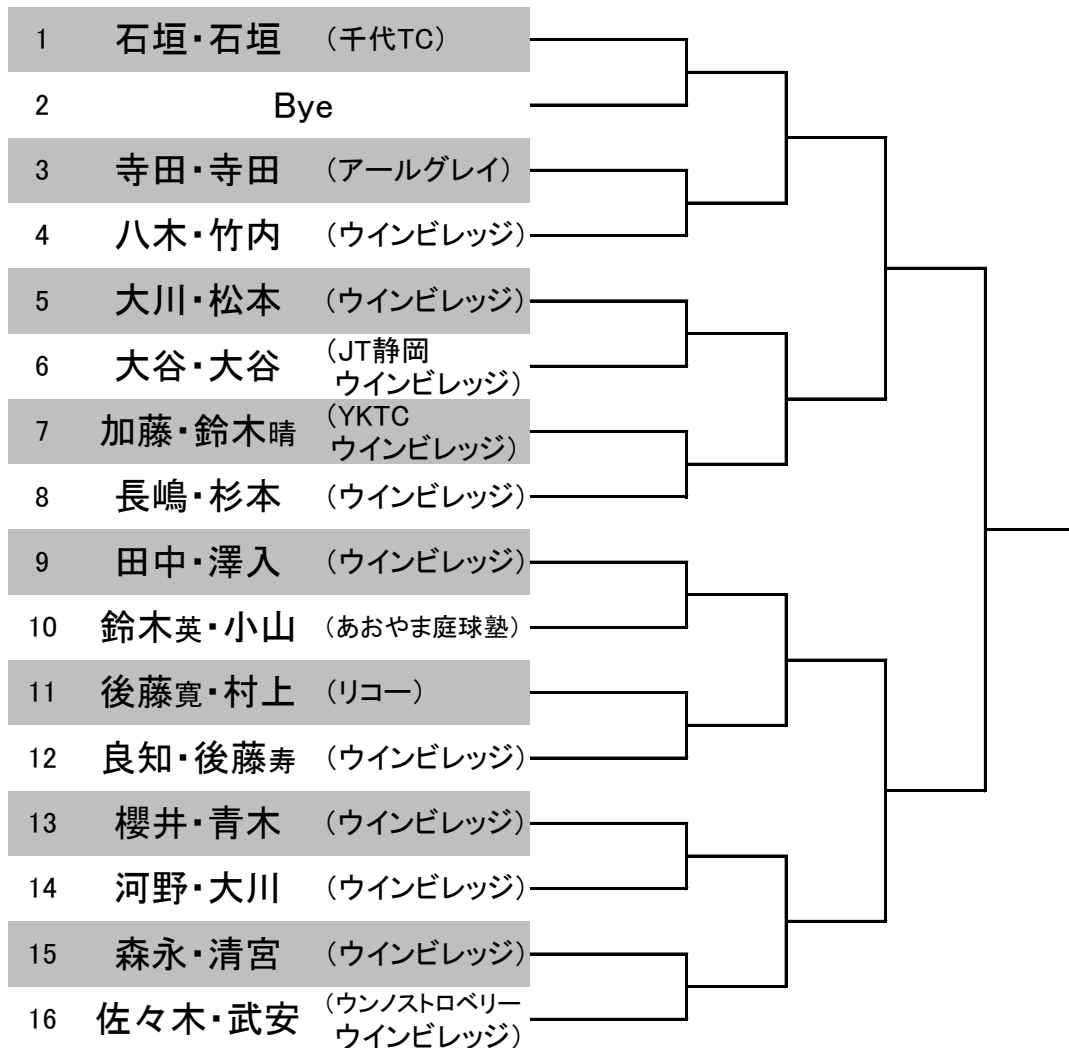 1 石垣・石垣 (千代TC)
2 Bye
3 寺田・寺田 (アールグレイ)
4 八木・竹内 (ウインビレッジ)
5 大川・松本 (ウインビレッジ)
6 大谷・大谷 (JT静岡
ウインビレッジ)
7 加藤・鈴木晴 (YKTC
ウインビレッジ)
8 長嶋・杉本 (ウインビレッジ)
9 田中・澤入 (ウインビレッジ)
10 鈴木英・小山 (あおやま庭球塾)
11 後藤寛・村上 (リコー)
12 良知・後藤寿 (ウインビレッジ)
13 櫻井・青木 (ウインビレッジ)
14 河野・大川 (ウインビレッジ)
15 森永・清宮 (ウインビレッジ)
16 佐々木・武安 (ウンノストロベリー
ウインビレッジ)